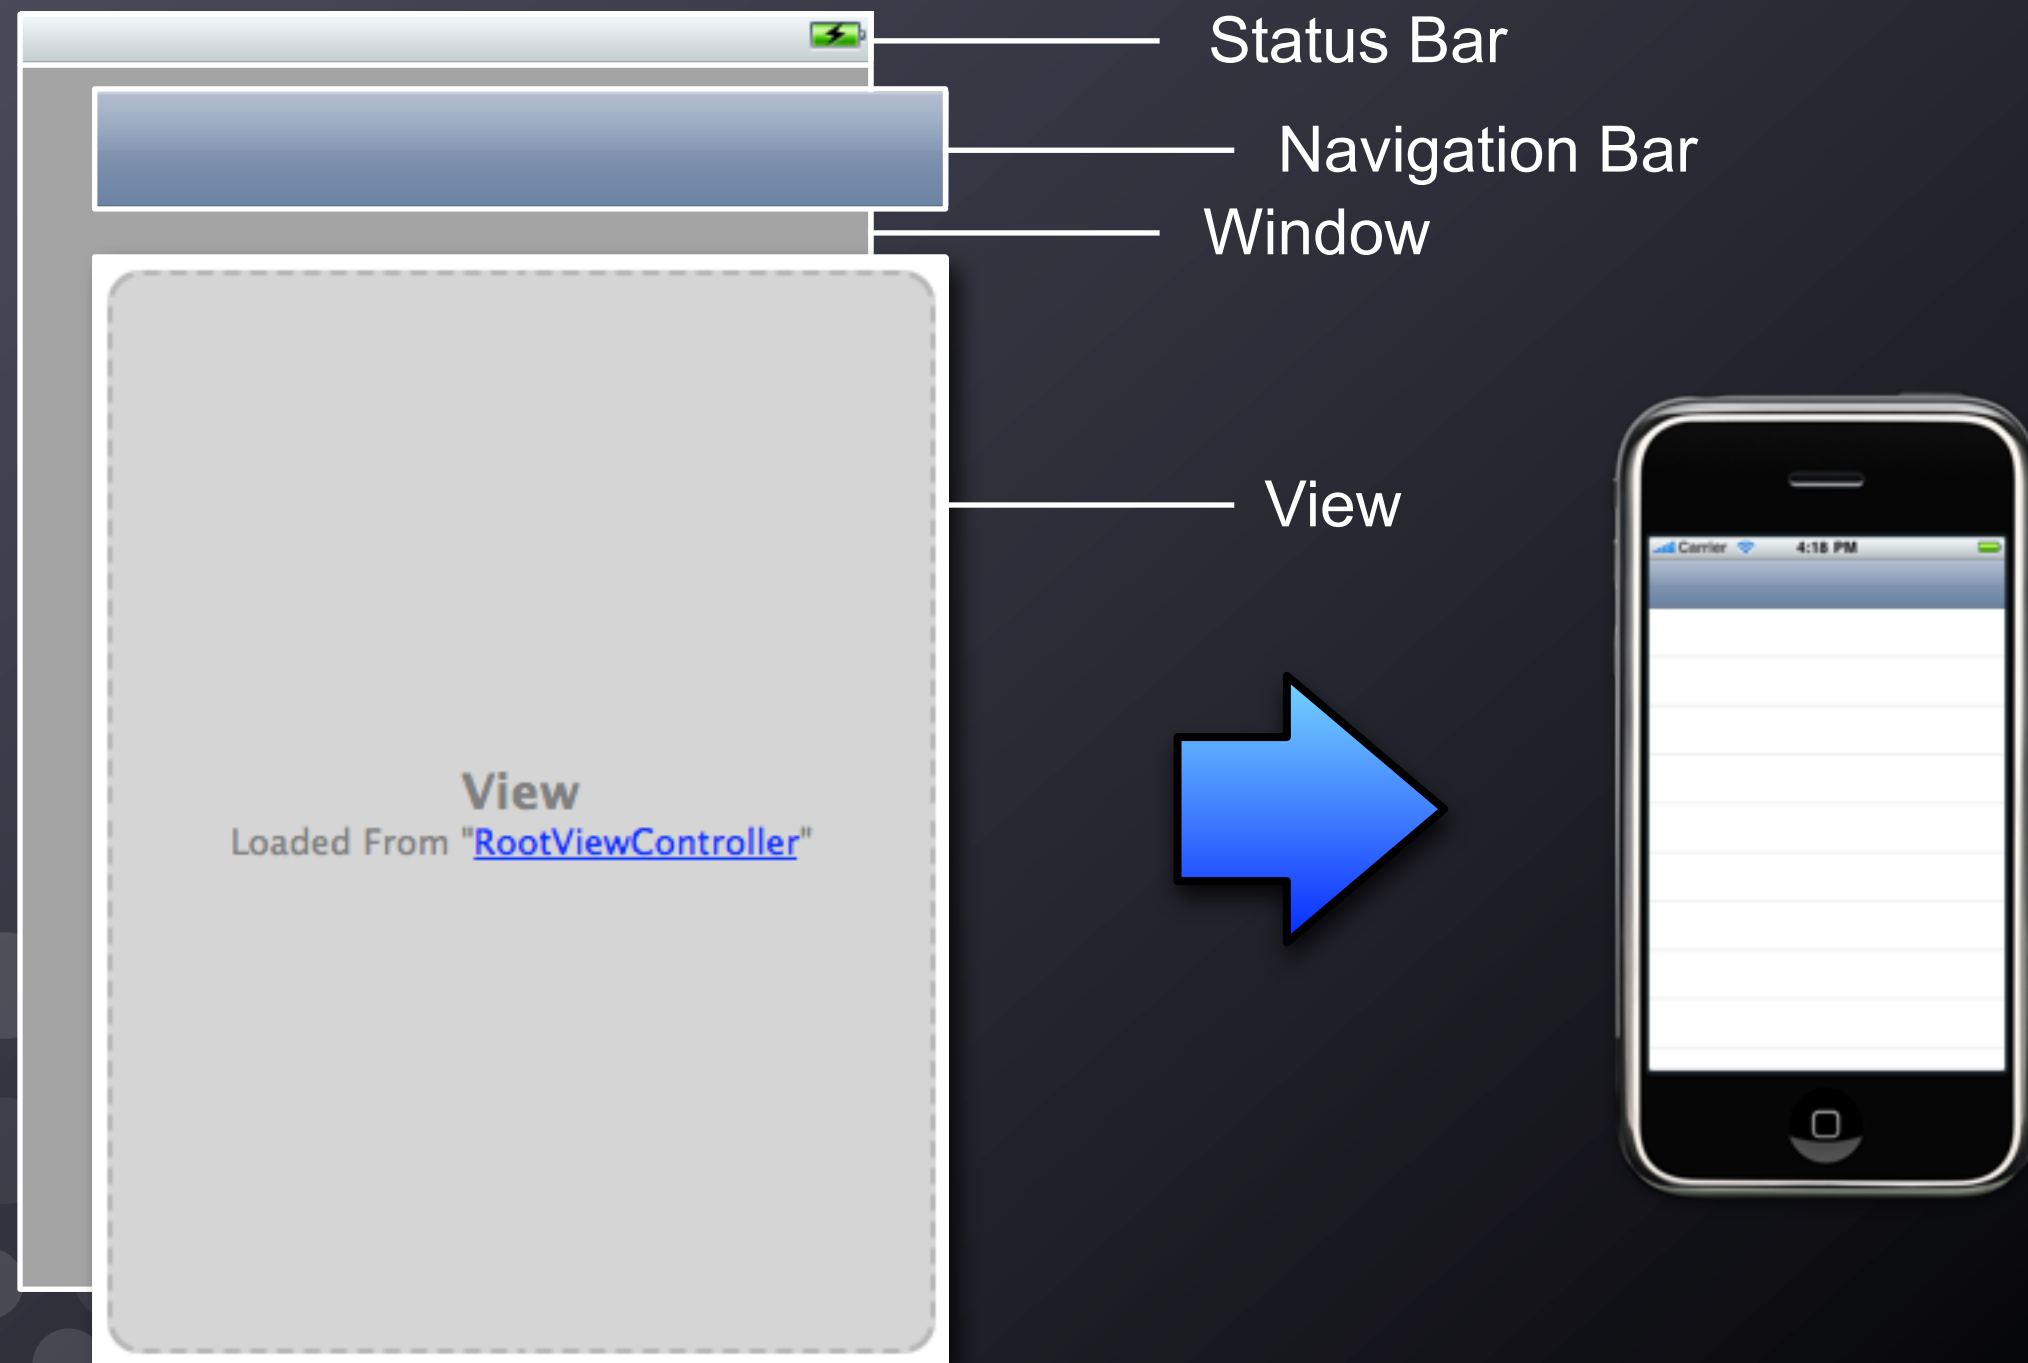 Status Bar
Navigation Bar
Window
View
View
Loaded From "RootViewController"
Carrier 4:18 PM